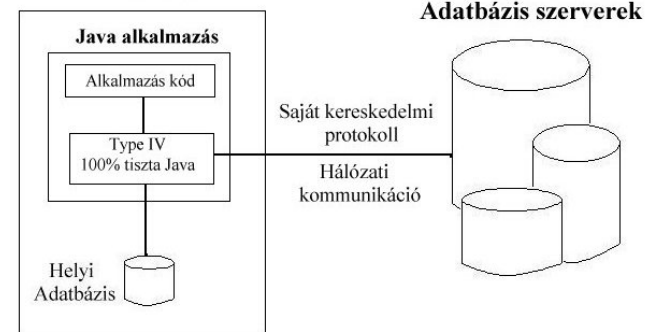 Adatbázis szerverek
Java alkalmazás
Alkalmazás kód
Type IV
100% tiszta Java
Saját kereskedelmi
protokoll
Hálózati
kommunikáció
Helyi
Adatbázis